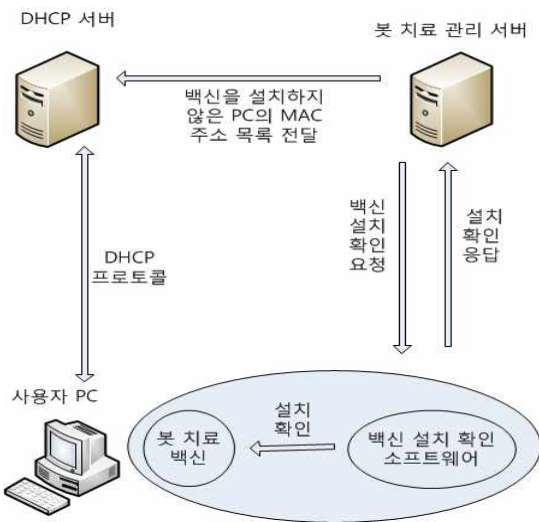 DHCP 서버
봇 치료 관리 서버
백신을 설치하지
않은 PC의 MAC
주소 목록 전달
백신
설치
확인
요청
설치
확인
응답
DHCP
프로토콜
사용자 PC
봇 치료
백신
설치
확인
백신 설치 확인
소프트웨어